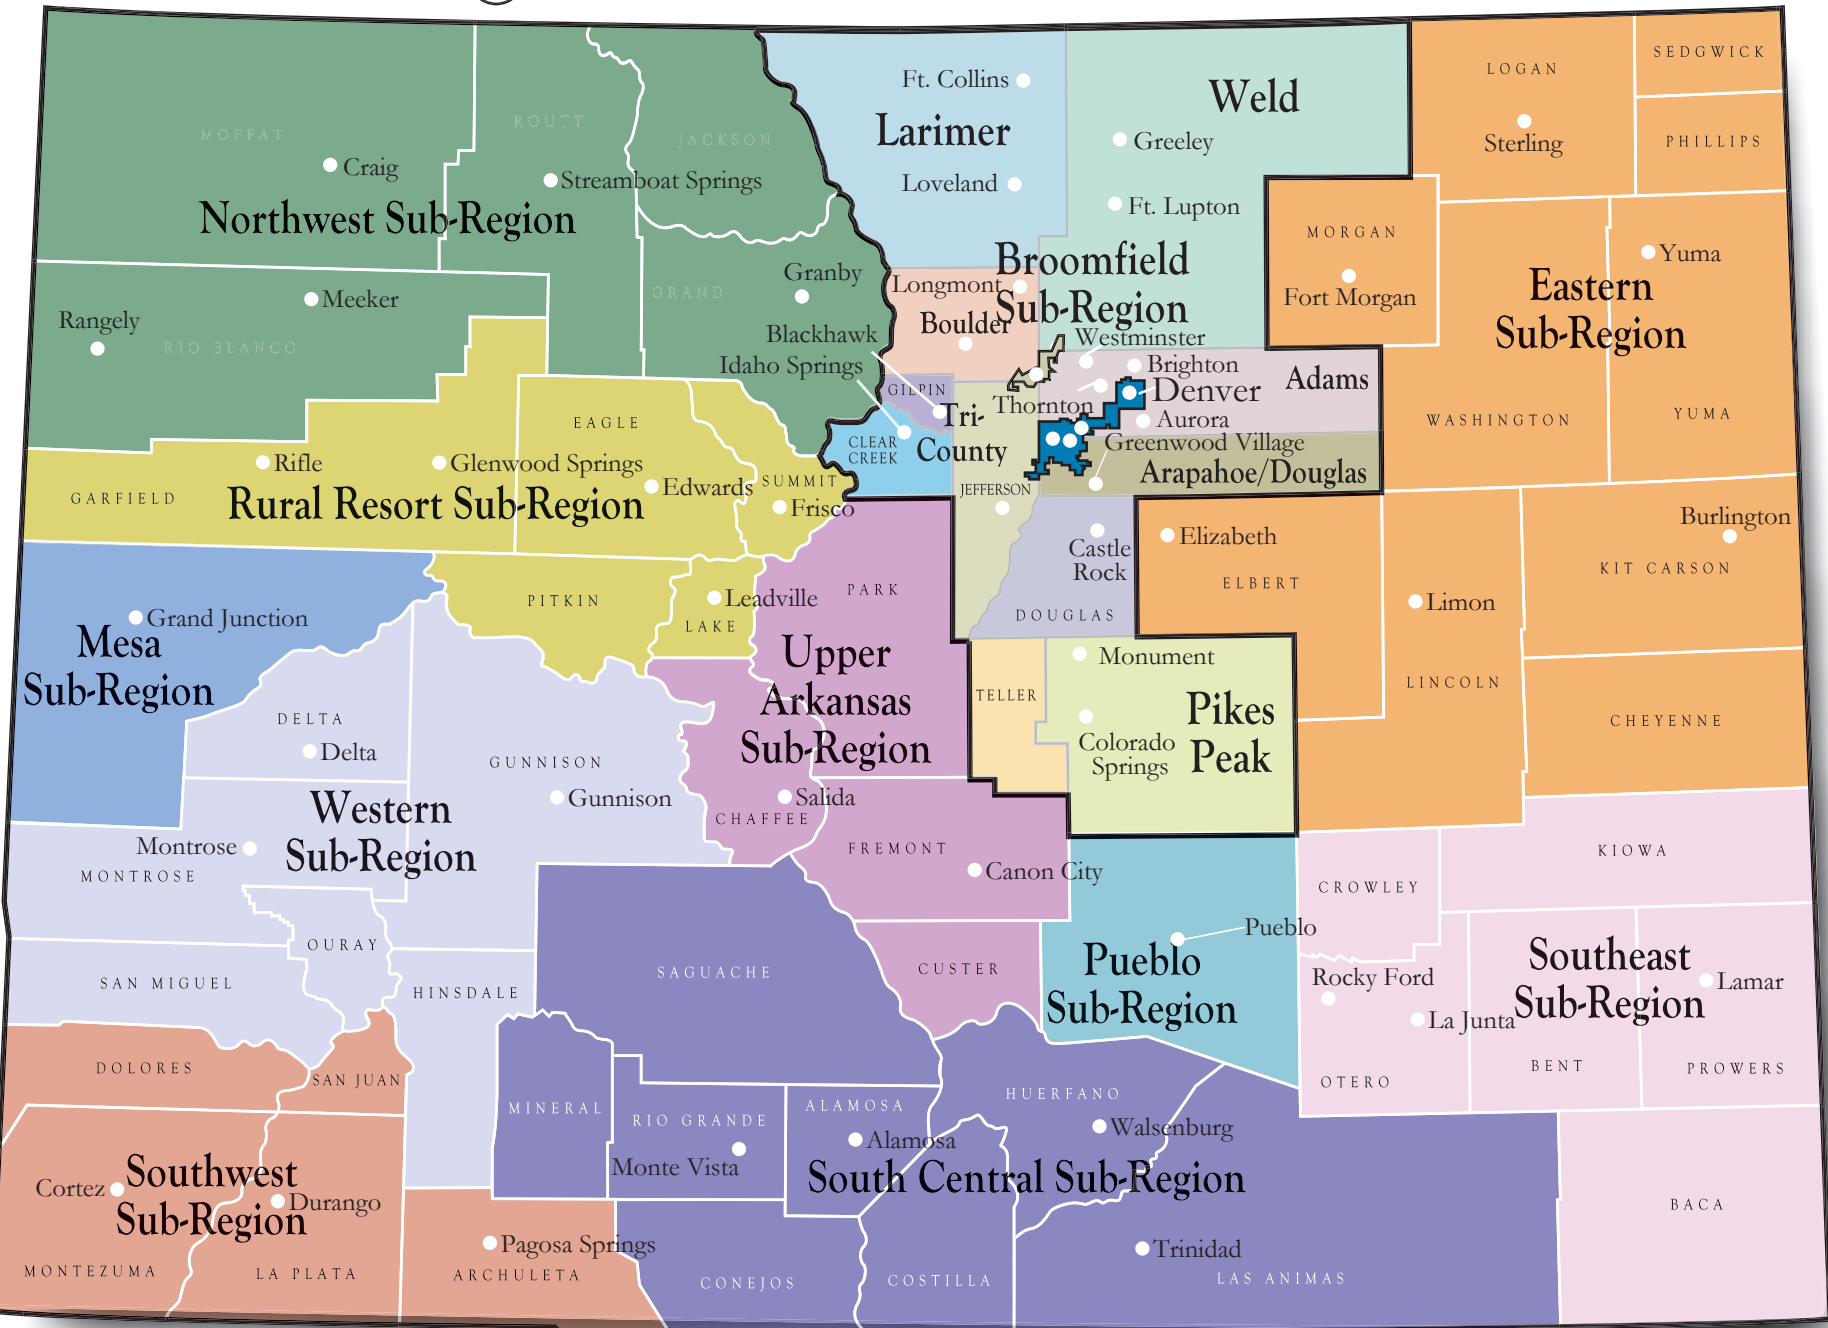 SEDGWICK
LOGAN
Ft. Collins
Weld
Larimer
Sterling
PHILLIPS
MOFFAT
ROUTT
JACKSON
Greeley
Craig
Streamboat Springs
Loveland
Ft. Lupton
Northwest Sub-Region
MORGAN
Yuma
Broomfield
Sub-Region
Granby
Longmont
Fort Morgan
Eastern
Sub-Region
GRAND
Meeker
Rangely
RIO BLANCO
Boulder
Blackhawk
Westminster
Idaho Springs
Brighton
Adams
Denver
GILPIN
Thornton
Tri-
County
Aurora
WASHINGTON
YUMA
EAGLE
CLEAR
CREEK
Greenwood Village
Arapahoe/Douglas
Rifle
Glenwood Springs
GARFIELD
Rural Resort Sub-Region
Edwards
SUMMIT
Frisco
JEFFERSON
Burlington
Castle
Rock
Elizabeth
KIT CARSON
ELBERT
PARK
PITKIN
Leadville
LAKE
DOUGLAS
Limon
Grand Junction
Mesa
Sub-Region
Upper
Arkansas
Sub-Region
Monument
LINCOLN
TELLER
Pikes
Peak
CHEYENNE
DELTA
Delta
Colorado
Springs
GUNNISON
Gunnison
Salida
CHAFFEE
Western
Sub-Region
Montrose
MONTROSE
FREMONT
Canon City
KIOWA
CROWLEY
Pueblo
Pueblo
Sub-Region
OURAY
SAGUACHE
CUSTER
Southeast
Sub-Region
Rocky Ford
Lamar
La Junta
SAN MIGUEL
HINSDALE
BENT
PROWERS
OTERO
DOLORES
SAN JUAN
MINERAL
RIO GRANDE
ALAMOSA
HUERFANO
Alamosa
Walsenburg
Monte Vista
South Central Sub-Region
Southwest
Sub-Region
Cortez
Durango
BACA
Pagosa Springs
Trinidad
MONTEZUMA
LA PLATA
ARCHULETA
CONEJOS
COSTILLA
LAS ANIMAS